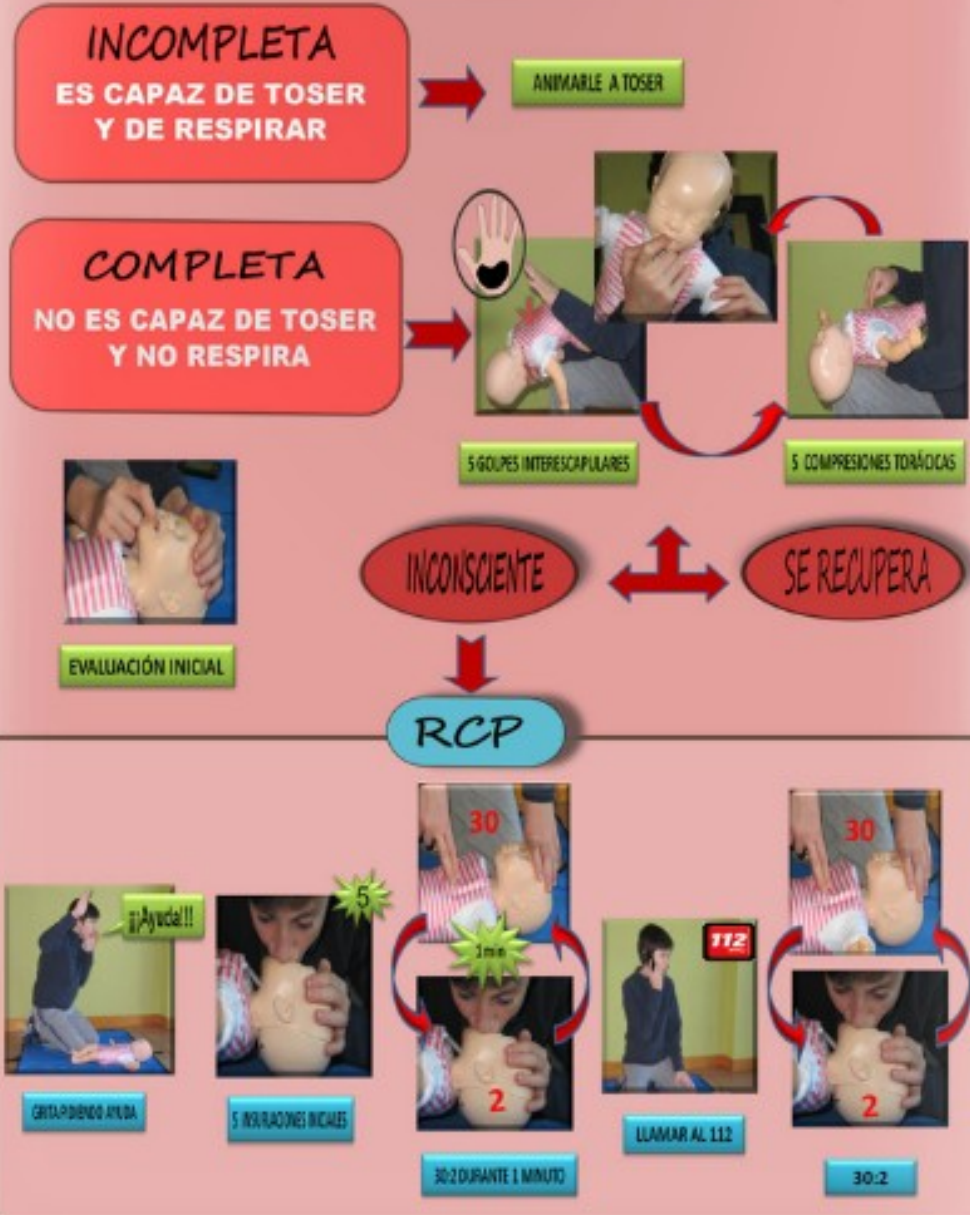 INCOMPLETA
ES CAPAZ DE TOSER
Y DE RESPIRAR
ANIMARLE A TOSER
COMPLETA
NO ES CAPAZ DE TOSER
Y NO RESPIRA
5 GOLPES INTERESCAPULARES
5 COMPRESIONES TORÁCICAS
EVALUACIÓN INICIAL
INCONSCIENTE
SE RECUPERA
RCP
¡¡¡Ayuda!!!
GRITA PIDIENDO AYUDA
5
5 INSUFLACIONES INICIALES
30
1 min
2
30:2 DURANTE 1 MINUTO
112
LLAMAR AL 112
30
2
30:2